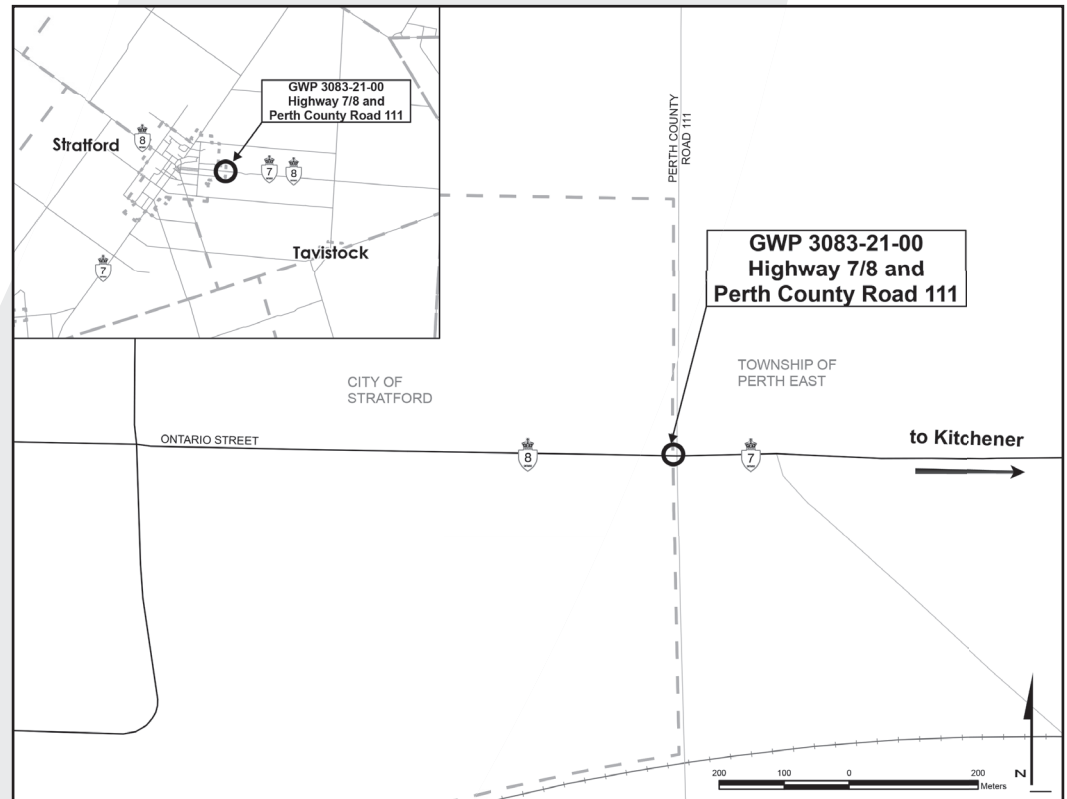 GWP 3083-21-00
Highway 7/8 and
Perth County Road 111
Stratford
8
7
8
Tavistock
7
PERTH COUNTY
ROAD 111
GWP 3083-21-00
Highway 7/8 and
Perth County Road 111
CITY OF
STRATFORD
TOWNSHIP OF
PERTH EAST
ONTARIO STREET
8
7
to Kitchener
200
100
0
200
Meters
N